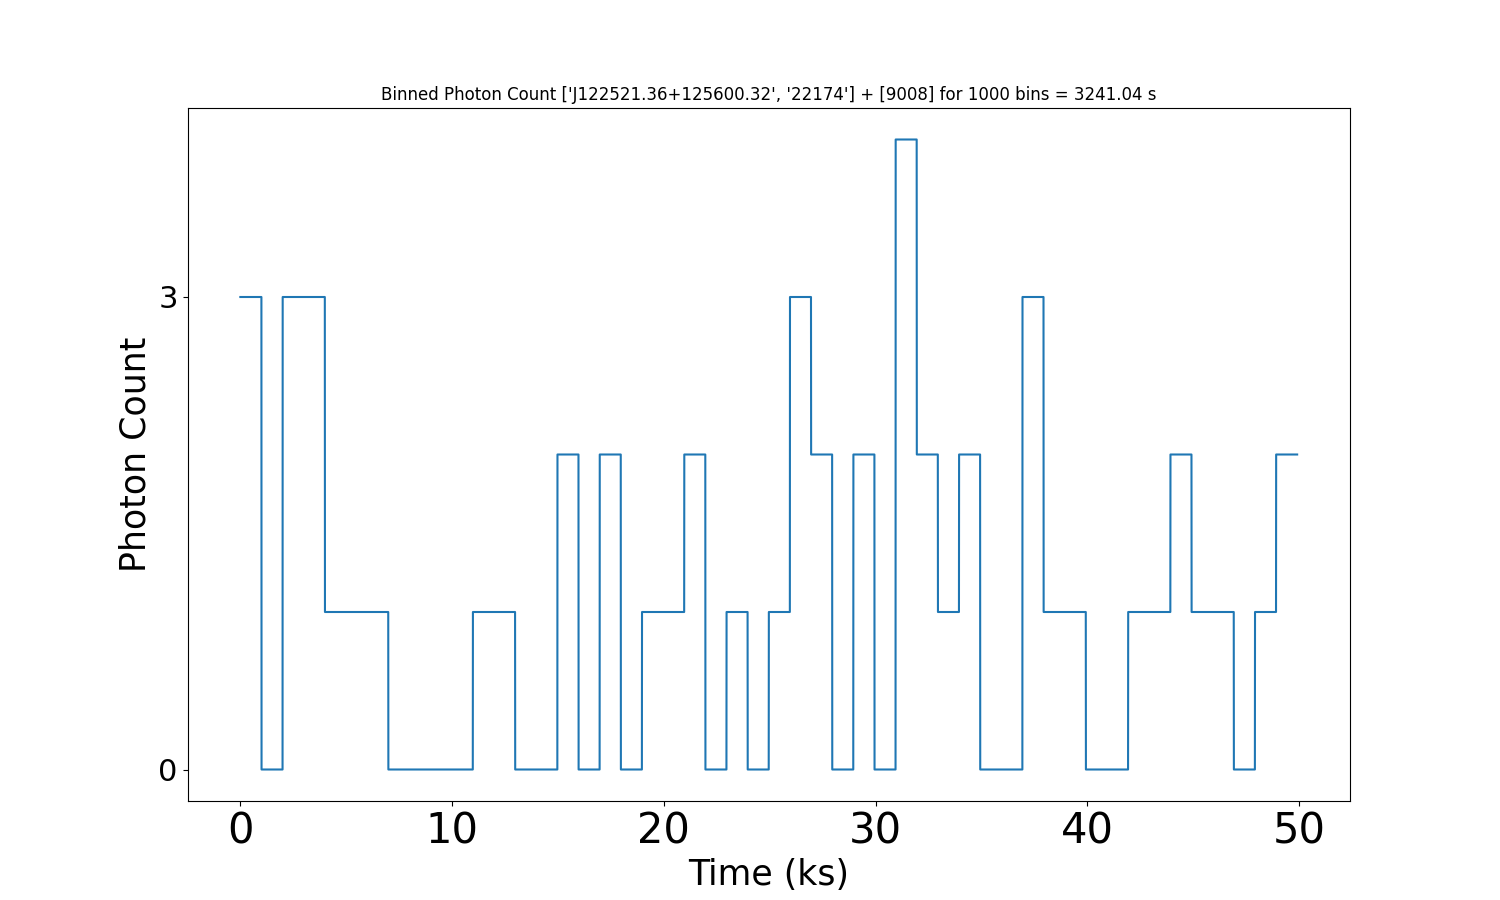 Binned Photon Count ['J122521.36+125600.32', '22174'] + [9008] for 1000 bins = 3241.04 s
Photon Count
3
0
0 10 20 30 40 50
Time (ks)